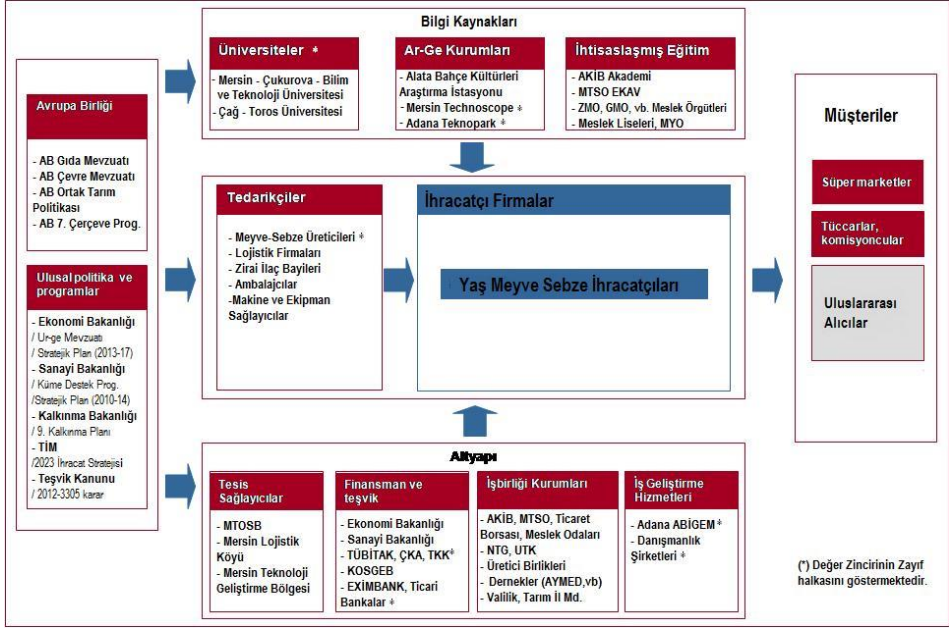 Bilgi Kaynakları
Üniversiteler *
- Mersin - Çukurova - Bilim
ve Teknoloji Üniversitesi
- Çağ - Toros Üniversitesi
Ar-Ge Kurumları
- Alata Bahçe Kültürleri
Araştırma İstasyonu
- Mersin Technoscope *
- Adana Teknopark *
İhtisaslaşmış Eğitim
- AKİB Akademi
- MTSO EKAV
- ZMO, GMO, vb. Meslek Örgütleri
- Meslek Liseleri, MYO
Avrupa Birliği
- AB Gıda Mevzuatı
- AB Çevre Mevzuatı
- AB Ortak Tarım
Politikası
- AB 7. Çerçeve Prog.
Ulusal politika ve
programlar
- Ekonomi Bakanlığı
/ Ur-ge Mevzuatı
/ Stratejik Plan (2013-17)
- Sanayi Bakanlığı
/ Küme Destek Prog.
/Stratejik Plan (2010-14)
- Kalkınma Bakanlığı
/ 9. Kalkınma Planı
- TİM
/2023 İhracat Stratejisi
- Teşvik Kanunu
/ 2012-3305 karar
Tedarikçiler
- Meyve-Sebze Üreticileri *
- Lojistik Firmaları
- Zirai İlaç Bayileri
- Ambalajcılar
-Makine ve Ekipman
Sağlayıcılar
İhracatçı Firmalar
Yaş Meyve Sebze İhracatçıları
Müşteriler
Süper marketler
Tüccarlar,
komisyoncular
Uluslararası
Alıcılar
Altyapı
Tesis
Sağlayıcılar
- MTOSB
- Mersin Lojistik
Köyü
- Mersin Teknoloji
Geliştirme Bölgesi
Finansman ve
teşvik
- Ekonomi Bakanlığı
- Sanayi Bakanlığı
- TÜBİTAK, ÇKA, TKK*
- KOSGEB
- EXİMBANK, Ticari
Bankalar *
İşbirliği Kurumları
- AKİB, MTSO, Ticaret
Borsası, Meslek Odaları
- NTG, UTK
- Üretici Birlikleri
- Dernekler (AYMED,vb)
- Valilik, Tarım İl Md.
İş Geliştirme
Hizmetleri
- Adana ABİGEM *
- Danışmanlık
Şirketleri *
(*) Değer Zincirinin Zayıf
halkasını göstermektedir.